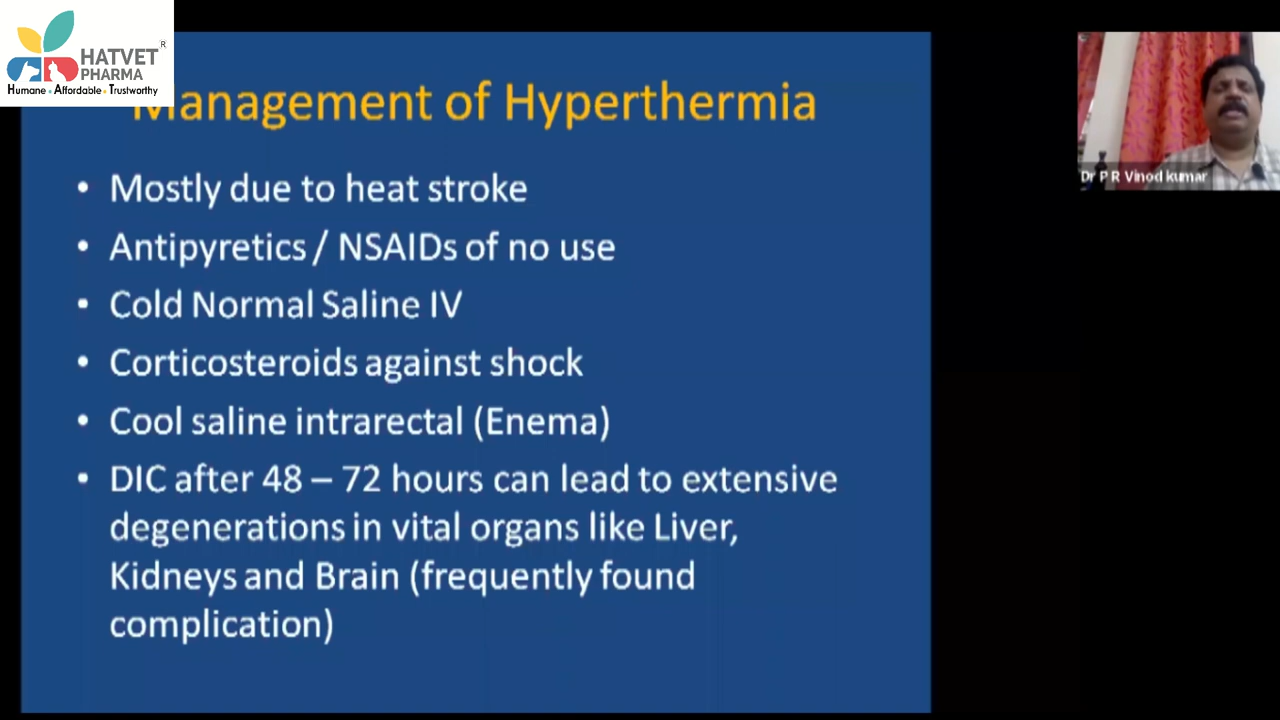 HATVET®
PHARMA
Humane • Affordable • Trustworthy
Management of Hyperthermia
• Mostly due to heat stroke
• Antipyretics / NSAIDs of no use
• Cold Normal Saline IV
• Corticosteroids against shock
• Cool saline intrarectal (Enema)
• DIC after 48 – 72 hours can lead to extensive
degenerations in vital organs like Liver,
Kidneys and Brain (frequently found
complication)
Dr P R Vinod kumar